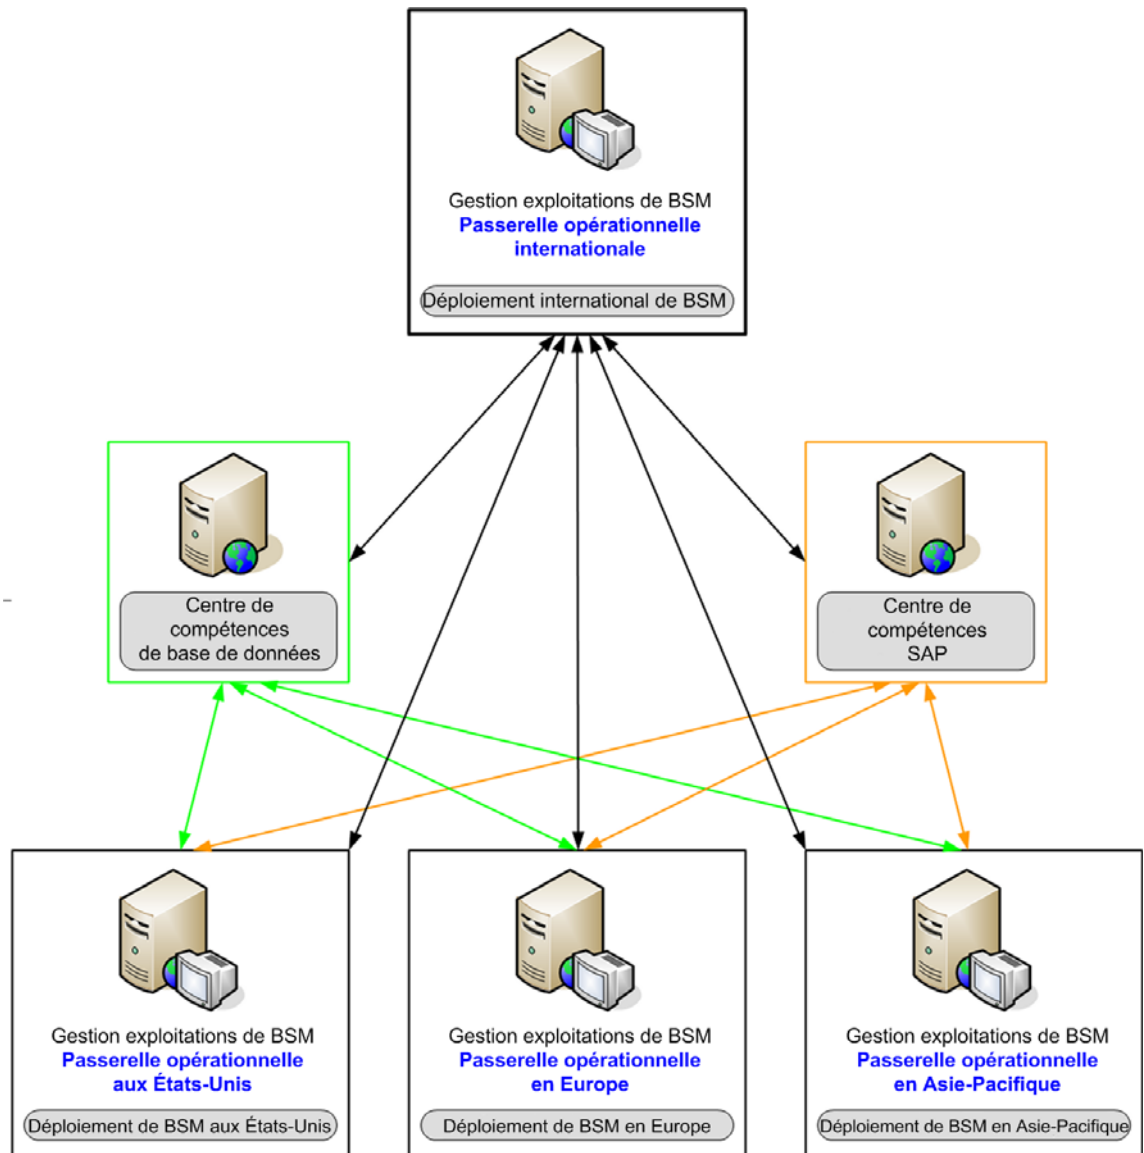 Gestion exploitations de BSM
Passerelle opérationnelle
internationale
Déploiement international de BSM
Centre de
compétences
de base de données
Centre de
compétences
SAP
Gestion exploitations de BSM
Passerelle opérationnelle
aux États-Unis
Déploiement de BSM aux États-Unis
Gestion exploitations de BSM
Passerelle opérationnelle
en Europe
Déploiement de BSM en Europe
Gestion exploitations de BSM
Passerelle opérationnelle
en Asie-Pacifique
Déploiement de BSM en Asie-Pacifique